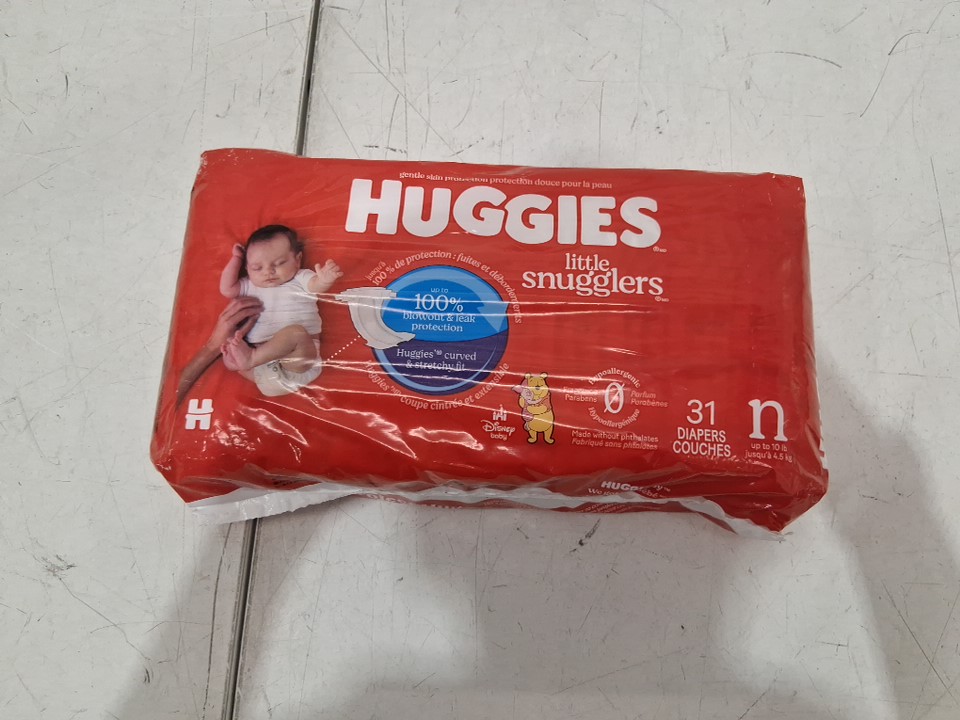 gentle skin protection protection douce pour la peau
HUGGIES
little
snugglers
jusqu'à
100 % de protection : fuites et débordements
up to
100%
blowout & leak
protection
Huggies® curved
& stretchy fit
Huggies coupe cintrée et extensible
H
Disney
baby
hypoallergenic
Parabens
Parfum
Parabènes
0
hypoallergénique
Made without phthalates
Fabriqué sans phtalates
31
DIAPERS
COUCHES
n
up to 10 lb
jusqu'à 4.5 kg